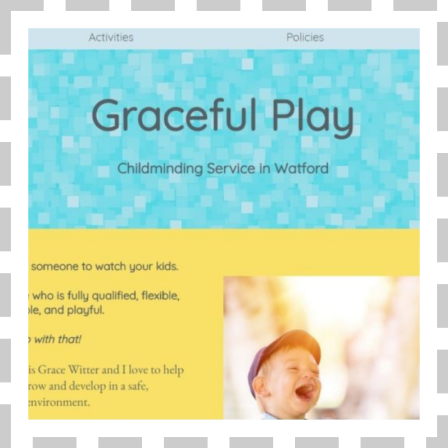 Activities Policies
Graceful Play
Childminding Service in Watford
someone to watch your kids.
who is fully qualified, flexible,
and playful.
with that!
is Grace Witter and I love to help
and develop in a safe,